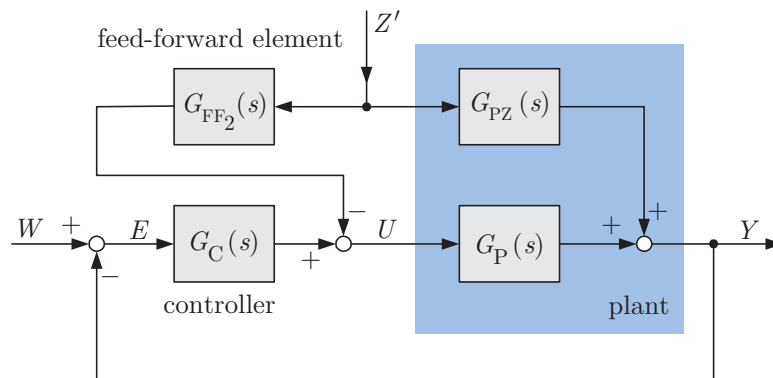 feed-forward element
Z′
G_FF₂(s)
G_PZ(s)
−
+
W
+
E
G_C(s)
+
U
G_P(s)
+
Y
−
controller
plant